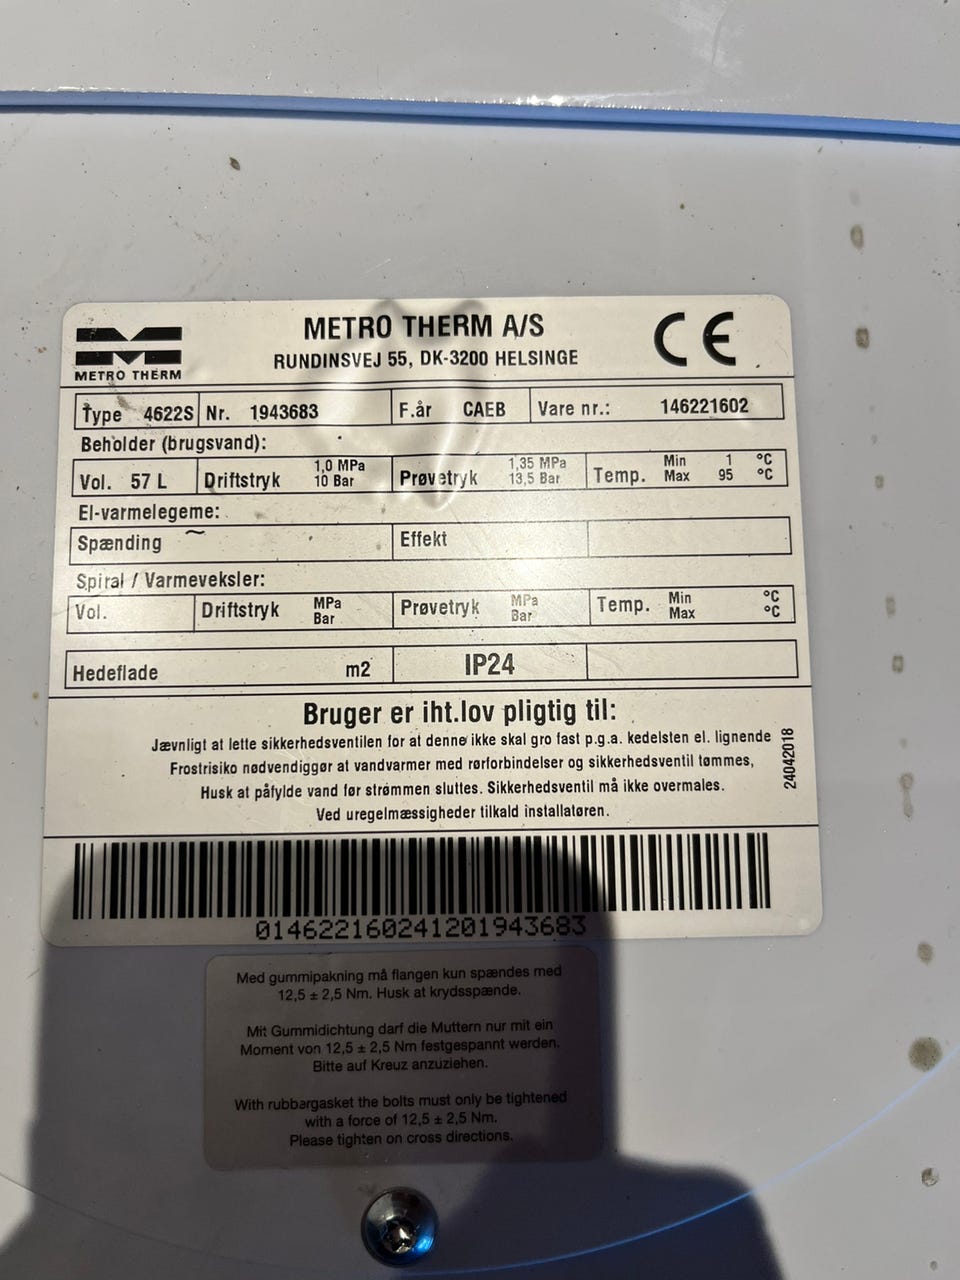 METRO THERM
METRO THERM A/S
RUNDINSVEJ 55, DK-3200 HELSINGE
CE
Type 4622S Nr. 1943683 F.år CAEB Vare nr.: 146221602
Beholder (brugsvand):
Vol. 57 L Driftstryk 1,0 MPa 10 Bar Prøvetryk 1,35 MPa 13,5 Bar Temp. Min 1 °C Max 95 °C
El-varmelegeme:
Spænding ~ Effekt
Spiral / Varmeveksler:
Vol. Driftstryk MPa Bar Prøvetryk MPa Bar Temp. Min °C Max °C
Hedeflade m2 IP24
Bruger er iht.lov pligtig til:
Jævnligt at lette sikkerhedsventilen for at denne ikke skal gro fast p.g.a. kedelsten el. lignende
Frostrisiko nødvendiggør at vandvarmer med rørforbindelser og sikkerhedsventil tømmes,
Husk at påfylde vand før strømmen sluttes. Sikkerhedsventil må ikke overmales.
Ved uregelmæssigheder tilkald installatøren.
24042018
014622160241201943683
Med gummipakning må flangen kun spændes med
12,5 ± 2,5 Nm. Husk at krydsspænde.
Mit Gummidichtung darf die Muttern nur mit ein
Moment von 12,5 ± 2,5 Nm festgespannt werden.
Bitte auf Kreuz anzuziehen.
With rubbargasket the bolts must only be tightened
with a force of 12,5 ± 2,5 Nm.
Please tighten on cross directions.